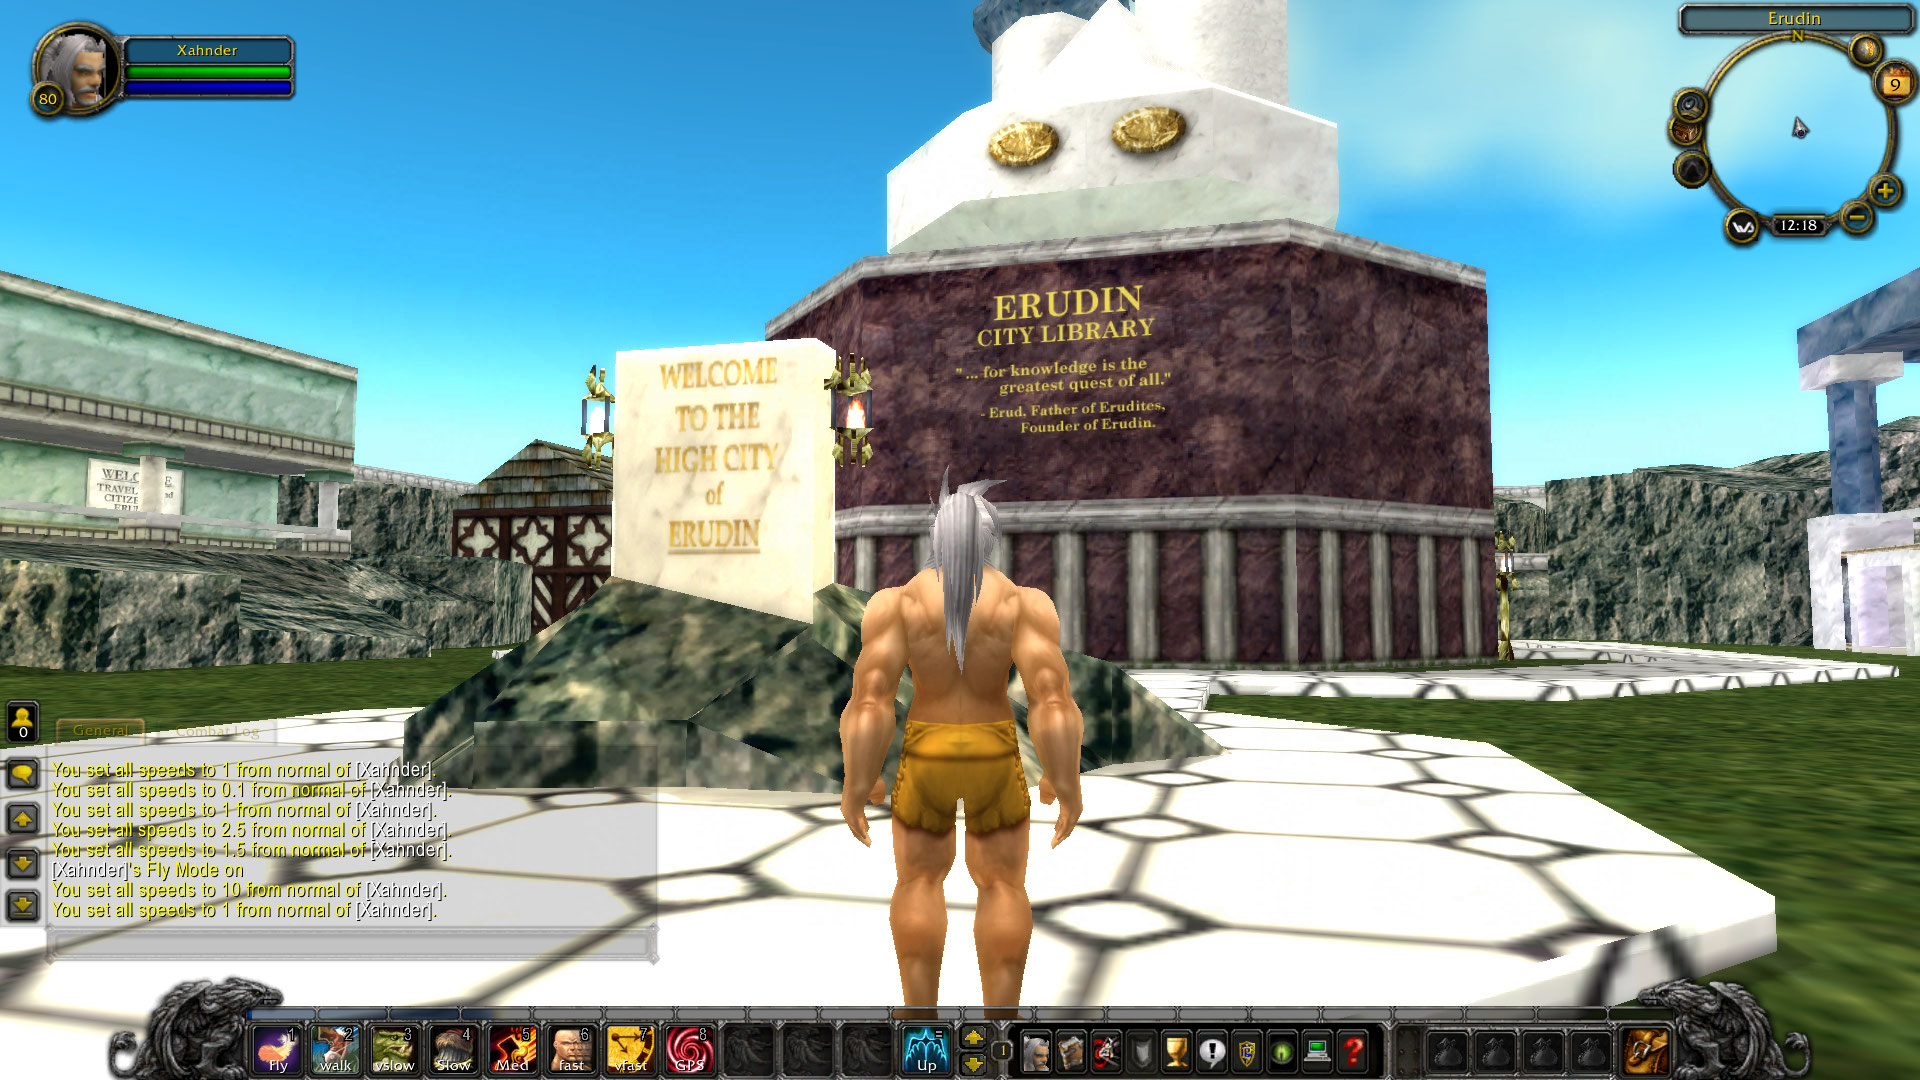 Xahnder
80
Erudin
N
9
12:18
ERUDIN
CITY LIBRARY
"... for knowledge is the
greatest quest of all."
- Erud, Father of Erudites,
Founder of Erudin.
WELCOME
TO THE
HIGH CITY
of
ERUDIN
WELC E
TRAVEL nd
CITIZE
ERU
0
General
Combat Log
You set all speeds to 1 from normal of [Xahnder].
You set all speeds to 0.1 from normal of [Xahnder].
You set all speeds to 1 from normal of [Xahnder].
You set all speeds to 2.5 from normal of [Xahnder].
You set all speeds to 1.5 from normal of [Xahnder].
[Xahnder]'s Fly Mode on
You set all speeds to 10 from normal of [Xahnder].
You set all speeds to 1 from normal of [Xahnder].
1 2 3 4 5 6 7 8 =
Fly walk vslow Slow Med fast vfast GPS Up
1
! ?